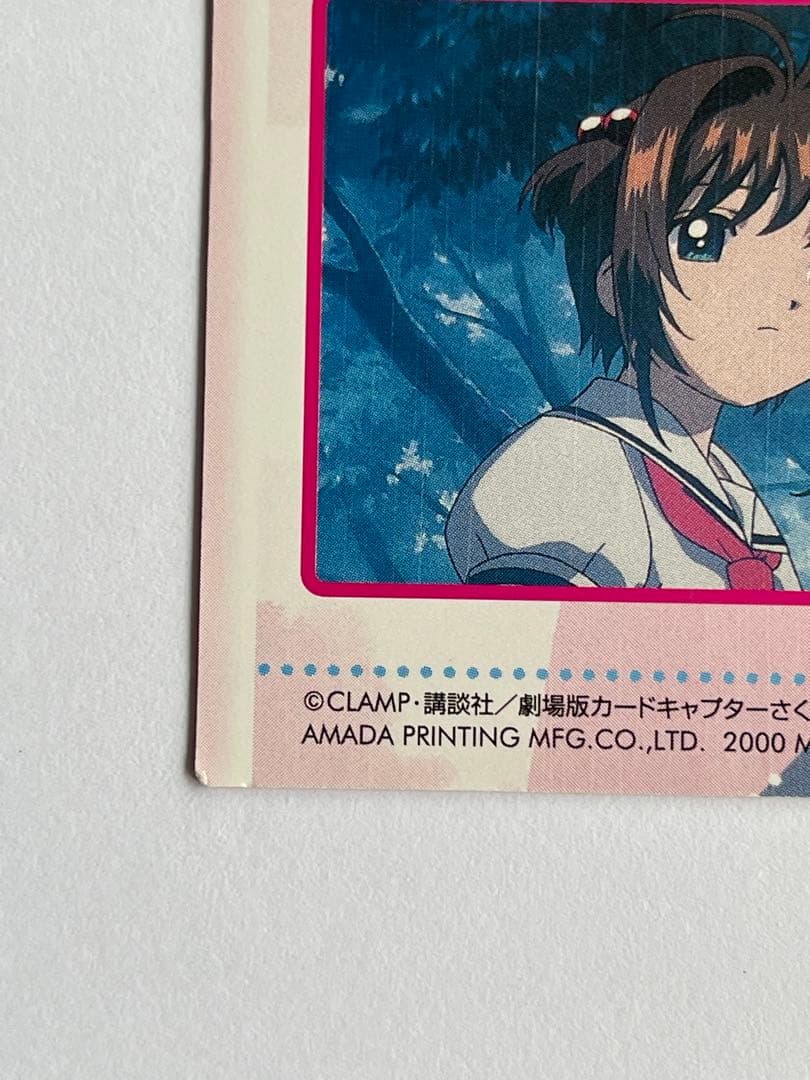 ©CLAMP・講談社／劇場版カードキャプターさく
AMADA PRINTING MFG.CO.,LTD. 2000 M